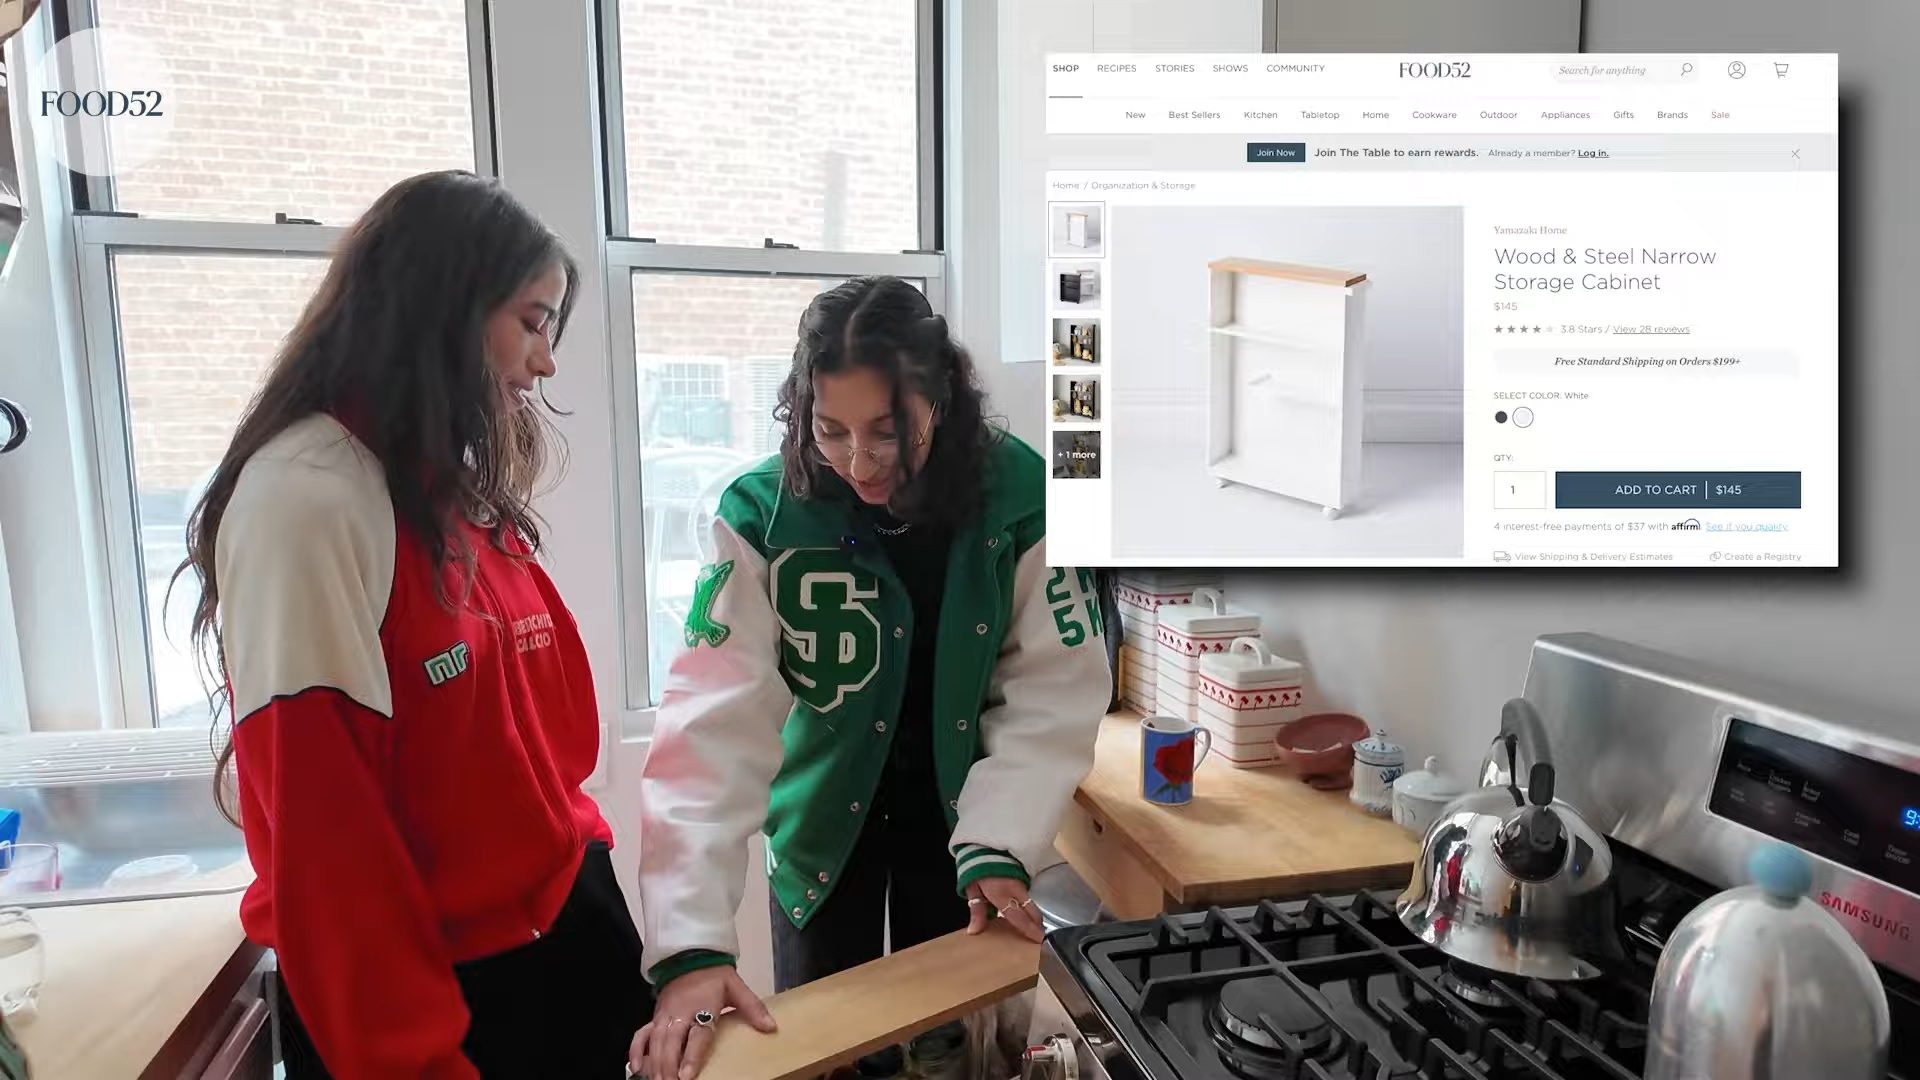 FOOD52
SHOP RECIPES STORIES SHOWS COMMUNITY
FOOD52
Search for anything
New Best Sellers Kitchen Tabletop Home Cookware Outdoor Appliances Gifts Brands Sale
Join Now Join The Table to earn rewards. Already a member? Log in.
Home / Organization & Storage
+ 1 more
Yamazaki Home
Wood & Steel Narrow
Storage Cabinet
$145
3.8 Stars / View 28 reviews
Free Standard Shipping on Orders $199+
SELECT COLOR: White
QTY:
1
ADD TO CART | $145
4 interest-free payments of $37 with affirm See if you qualify
View Shipping & Delivery Estimates
Create a Registry
nr
CALCIO
SJ
5K
SAMSUNG